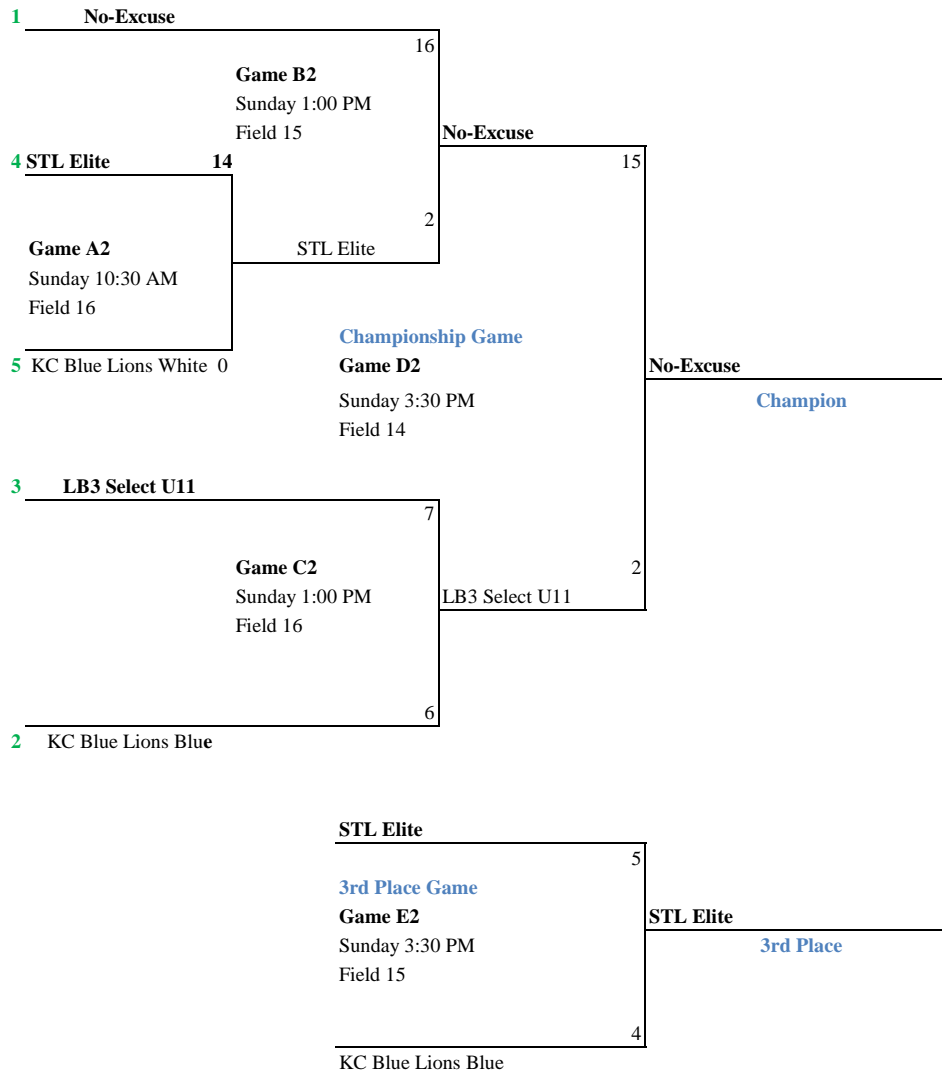 1 No-Excuse
16
Game B2
Sunday 1:00 PM
Field 15
No-Excuse
4 STL Elite 14
15
2
Game A2
STL Elite
Sunday 10:30 AM
Field 16
Championship Game
5 KC Blue Lions White 0
Game D2
No-Excuse
Sunday 3:30 PM
Champion
Field 14
3 LB3 Select U11
7
Game C2
2
Sunday 1:00 PM
LB3 Select U11
Field 16
6
2 KC Blue Lions Blue
STL Elite
5
3rd Place Game
Game E2
STL Elite
Sunday 3:30 PM
3rd Place
Field 15
4
KC Blue Lions Blue